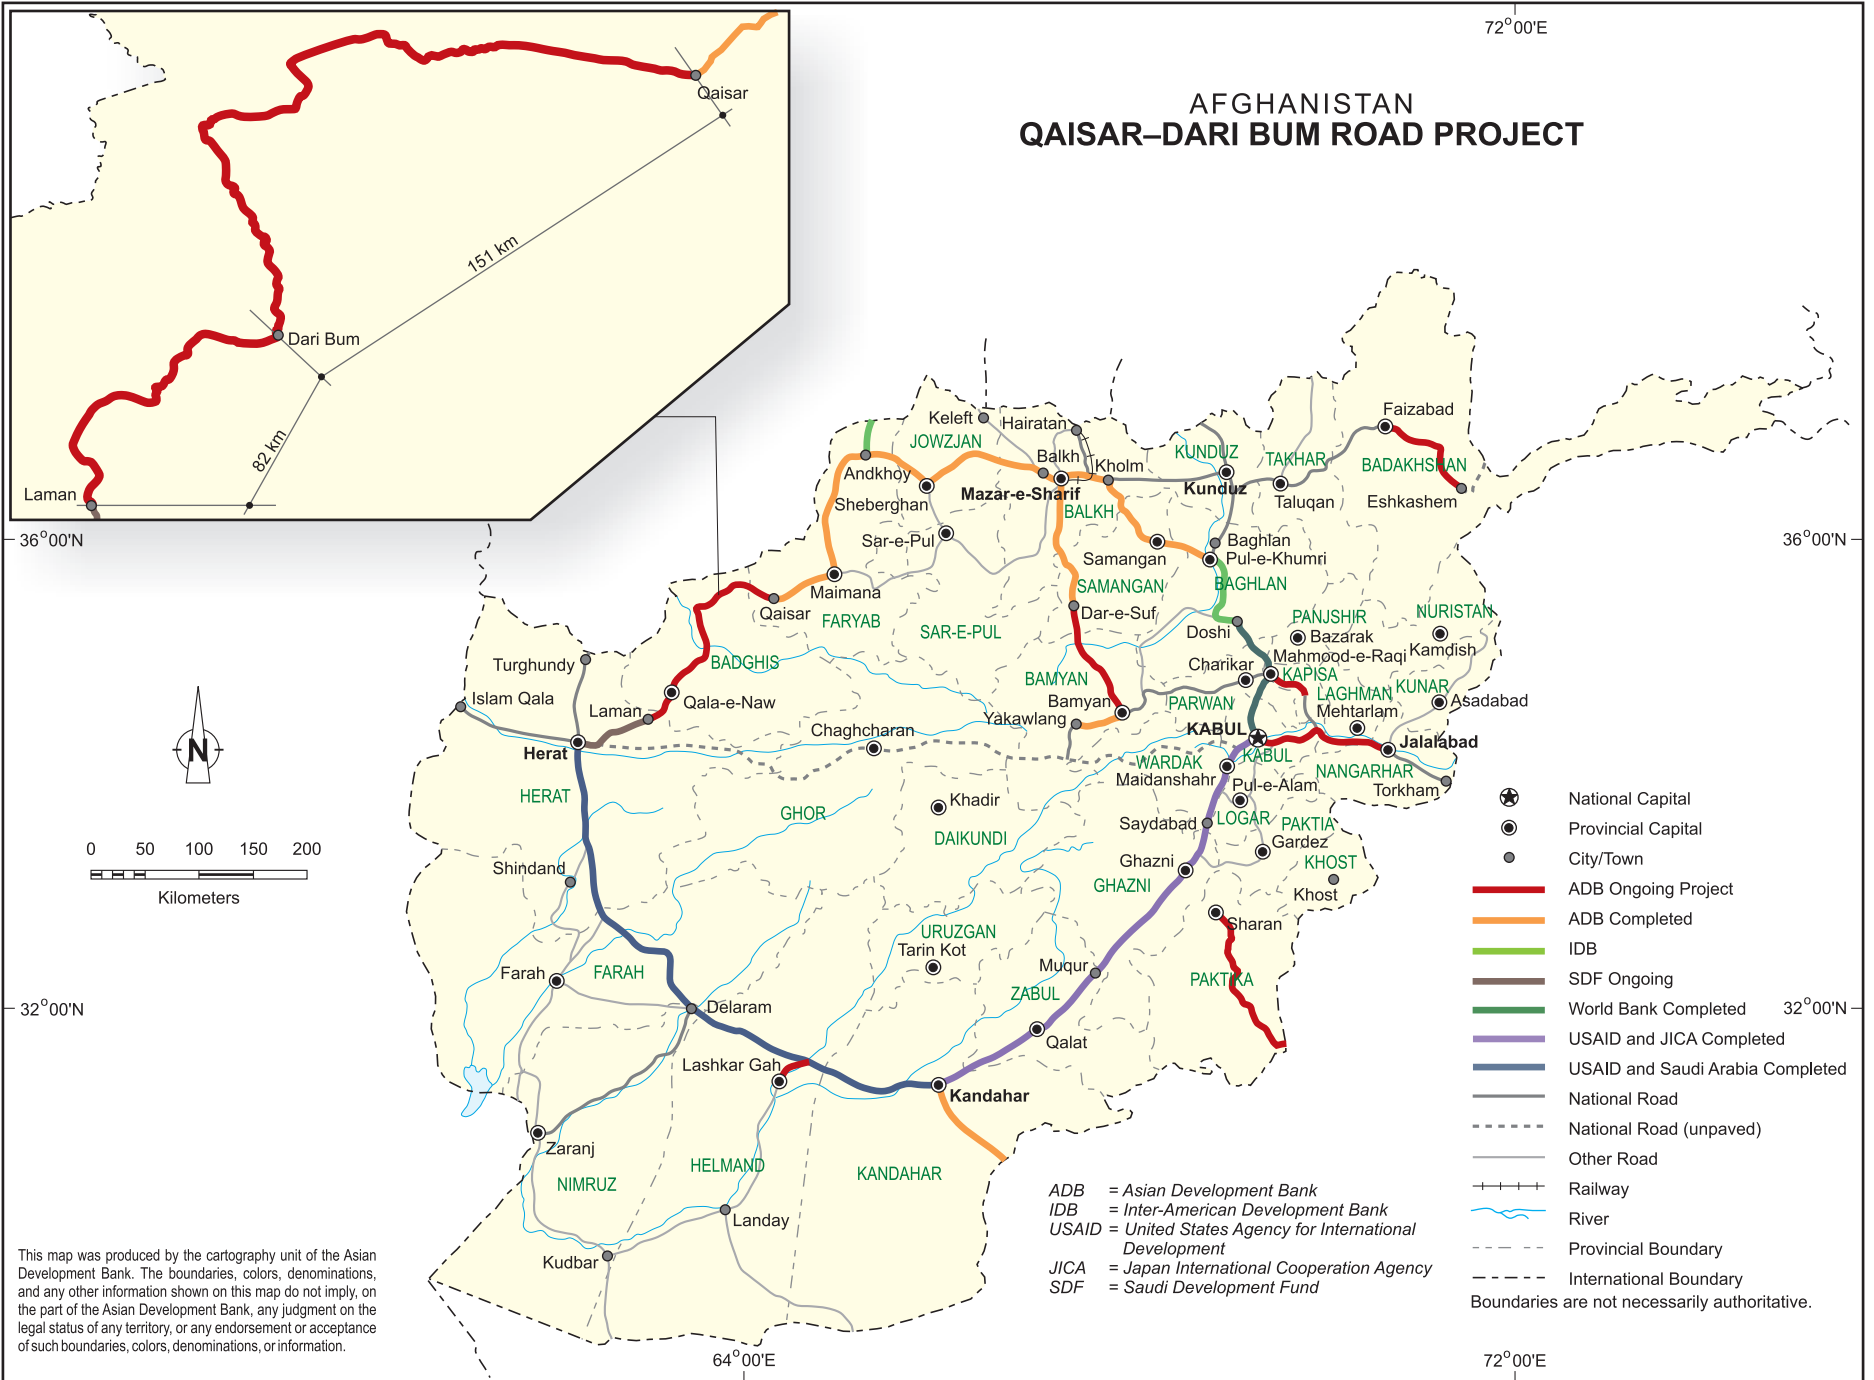 72°00'E
AFGHANISTAN
QAISAR–DARI BUM ROAD PROJECT
Qaisar
151 km
Dari Bum
82 km
Laman
36°00'N
36°00'N
32°00'N
32°00'N
64°00'E
72°00'E
Faizabad
Keleft
Hairatan
JOWZJAN
KUNDUZ
TAKHAR
BADAKHSHAN
Balkh
Kholm
Andkhoy
Mazar-e-Sharif
Kunduz
Taluqan
Eshkashem
Sheberghan
BALKH
Sar-e-Pul
Baghlan
Samangan
Pul-e-Khumri
Maimana
SAMANGAN
BAGHLAN
Qaisar
FARYAB
Dar-e-Suf
PANJSHIR
NURISTAN
SAR-E-PUL
Doshi
Bazarak
Kamdish
Mahmood-e-Raqi
Turghundy
BADGHIS
Charikar
KAPISA
BAMYAN
LAGHMAN
KUNAR
Islam Qala
Qala-e-Naw
Bamyan
PARWAN
Asadabad
Laman
Yakawlang
Mehtarlam
Chaghcharan
KABUL
Jalalabad
Herat
WARDAK
KABUL
NANGARHAR
Maidanshahr
Pul-e-Alam
Torkham
HERAT
GHOR
Khadir
Saydabad
LOGAR
PAKTIA
DAIKUNDI
Gardez
Shindand
Ghazni
KHOST
GHAZNI
Khost
Sharan
URUZGAN
Tarin Kot
Farah
FARAH
Muqur
PAKTIKA
ZABUL
Delaram
Qalat
Lashkar Gah
Kandahar
Zaranj
HELMAND
KANDAHAR
NIMRUZ
Landay
Kudbar
N
0 50 100 150 200
Kilometers
National Capital
Provincial Capital
City/Town
ADB Ongoing Project
ADB Completed
IDB
SDF Ongoing
World Bank Completed
USAID and JICA Completed
USAID and Saudi Arabia Completed
National Road
National Road (unpaved)
Other Road
Railway
River
Provincial Boundary
International Boundary
Boundaries are not necessarily authoritative.
ADB = Asian Development Bank
IDB = Inter-American Development Bank
USAID = United States Agency for International
Development
JICA = Japan International Cooperation Agency
SDF = Saudi Development Fund
This map was produced by the cartography unit of the Asian
Development Bank. The boundaries, colors, denominations,
and any other information shown on this map do not imply, on
the part of the Asian Development Bank, any judgment on the
legal status of any territory, or any endorsement or acceptance
of such boundaries, colors, denominations, or information.